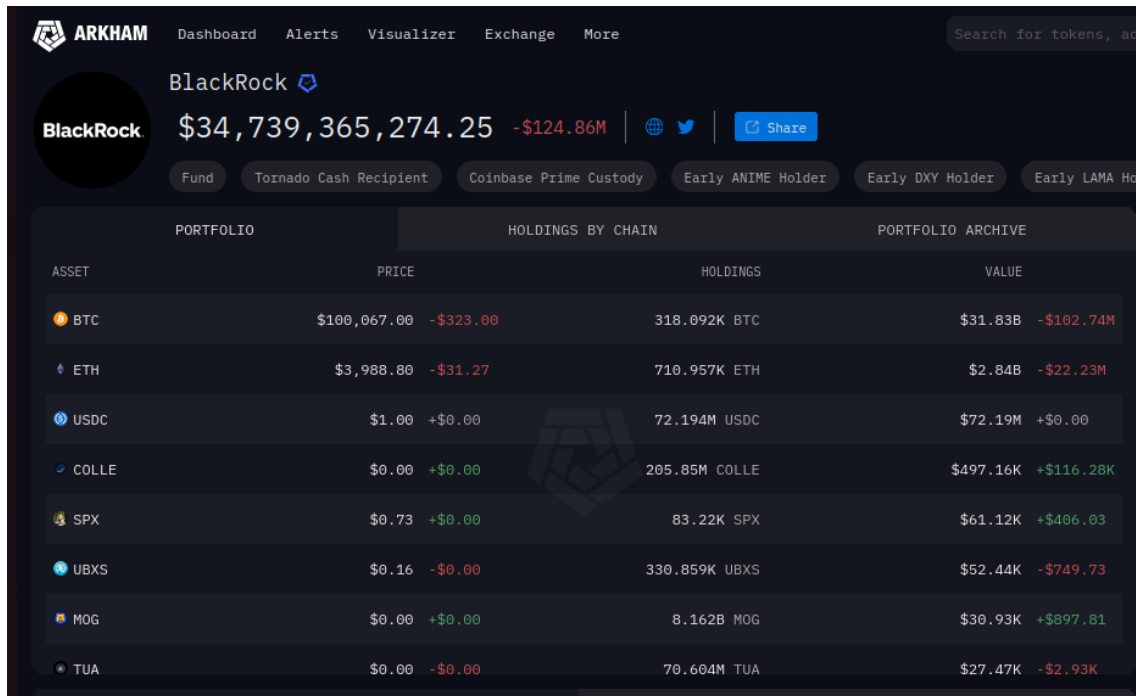 ARKHAM Dashboard Alerts Visualizer Exchange More Search for tokens,
BlackRock
BlackRock.
$34,739,365,274.25 -$124.86M Share
Fund Tornado Cash Recipient Coinbase Prime Custody Early ANIME Holder Early DXY Holder Early LAMA
PORTFOLIO HOLDINGS BY CHAIN PORTFOLIO ARCHIVE
ASSET PRICE HOLDINGS VALUE
BTC $100,067.00 -$323.00 318.092K BTC $31.83B -$102.74M
ETH $3,988.80 -$31.27 710.957K ETH $2.84B -$22.23M
USDC $1.00 +$0.00 72.194M USDC $72.19M +$0.00
COLLE $0.00 +$0.00 205.85M COLLE $497.16K +$116.28K
SPX $0.73 +$0.00 83.22K SPX $61.12K +$406.03
UBXS $0.16 -$0.00 330.859K UBXS $52.44K -$749.73
MOG $0.00 +$0.00 8.162B MOG $30.93K +$897.81
TUA $0.00 -$0.00 70.604M TUA $27.47K -$2.93K